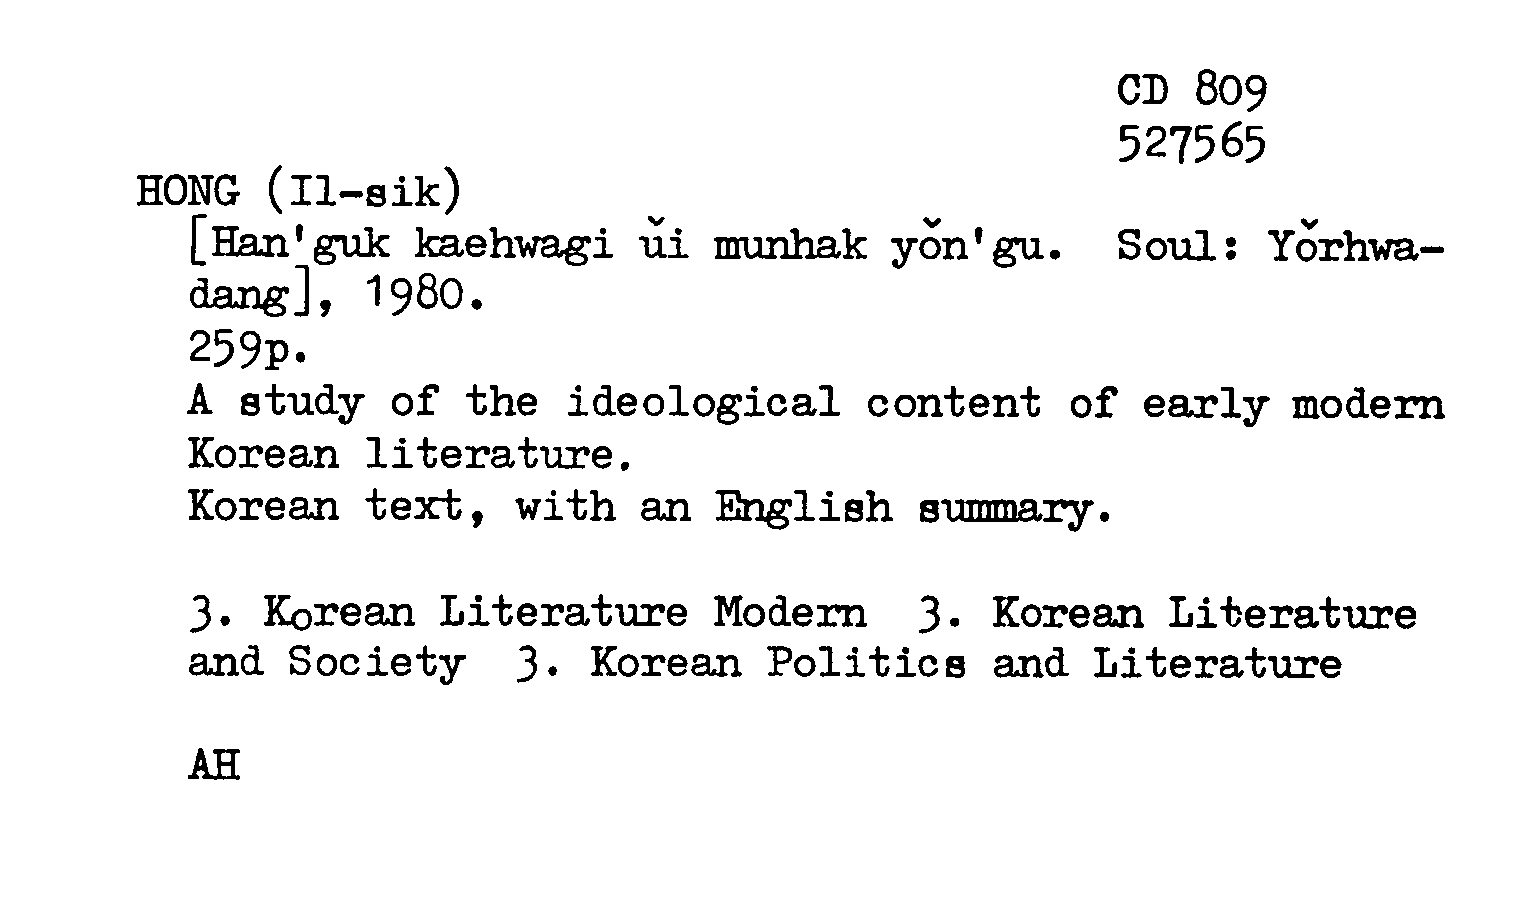 CD 809
527565
HONG (Il-sik)
[Han'guk kaehwagi ŭi munhak yŏn'gu. Soul: Yŏrhwa-
dang], 1980.
259p.
A study of the ideological content of early modern
Korean literature.
Korean text, with an English summary.
3. Korean Literature Modern 3. Korean Literature
and Society 3. Korean Politics and Literature
AH